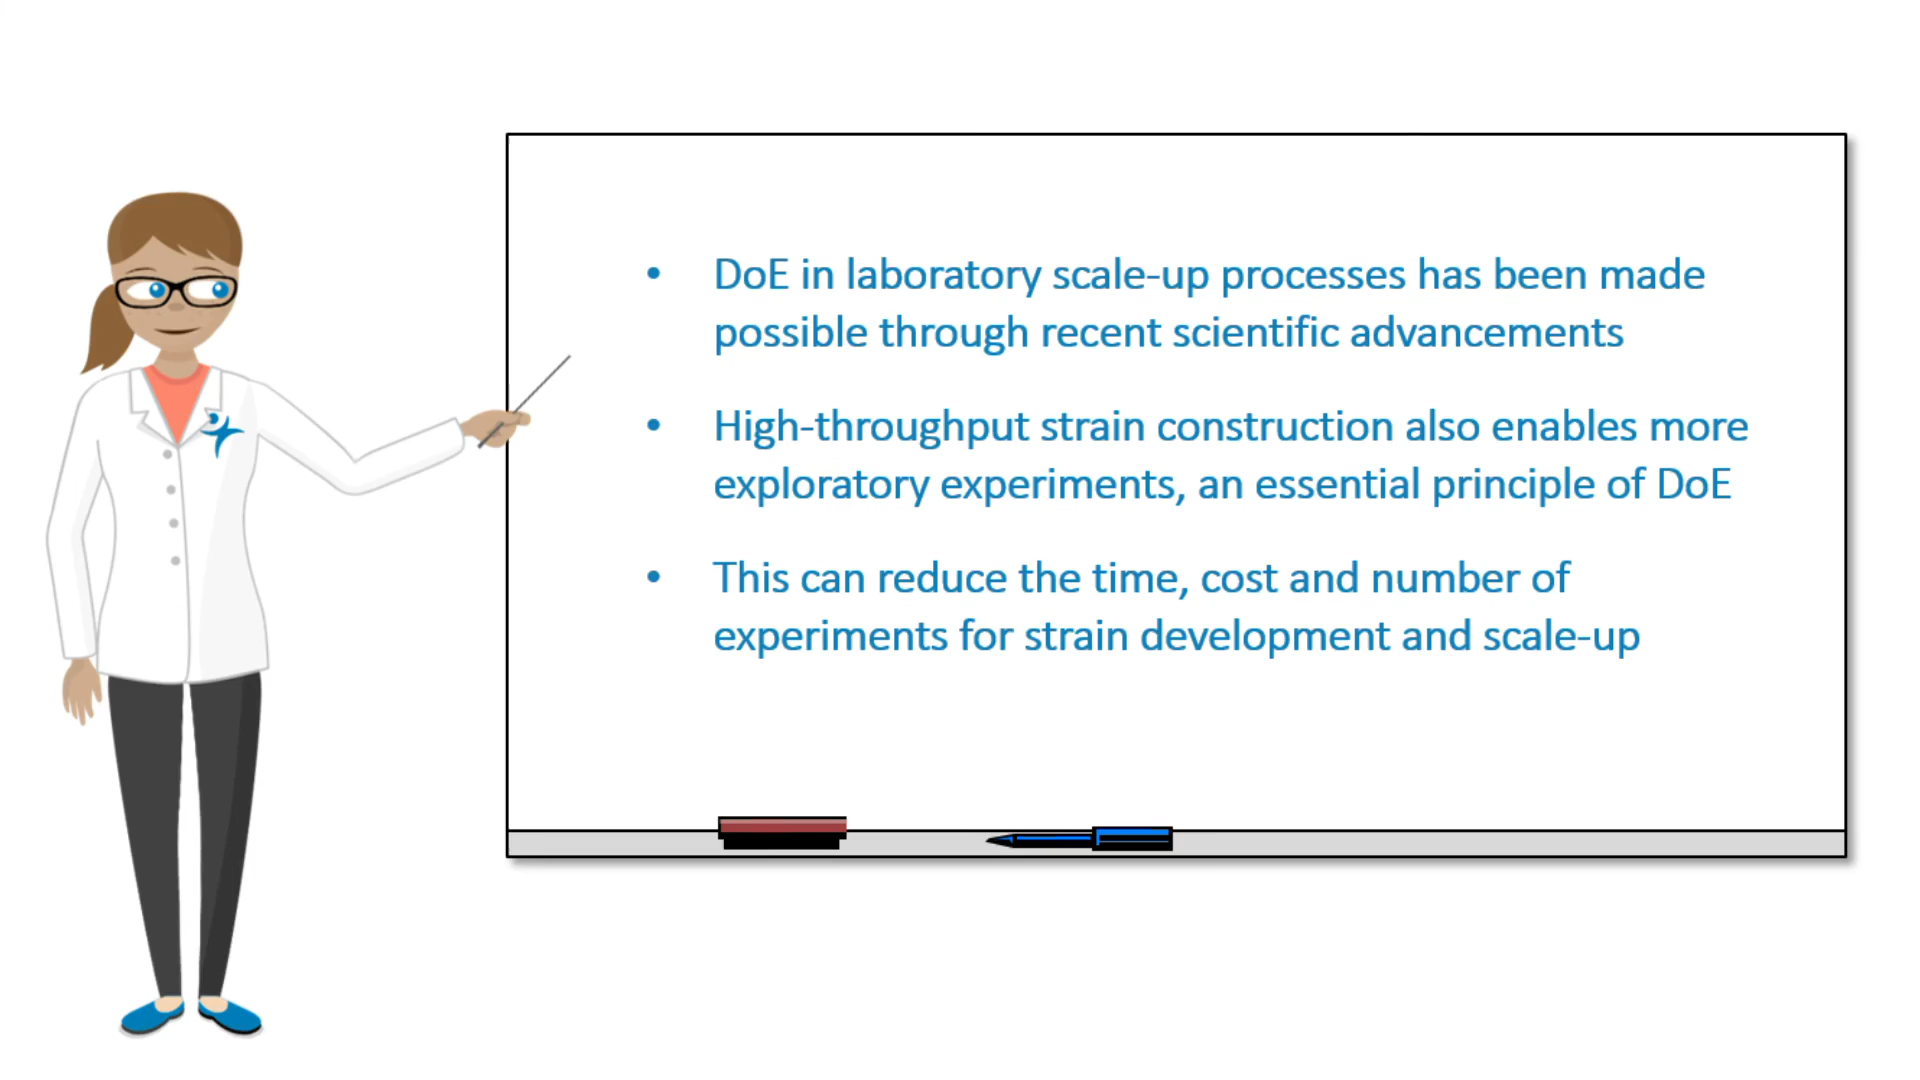 • DoE in laboratory scale-up processes has been made
possible through recent scientific advancements
• High-throughput strain construction also enables more
exploratory experiments, an essential principle of DoE
• This can reduce the time, cost and number of
experiments for strain development and scale-up